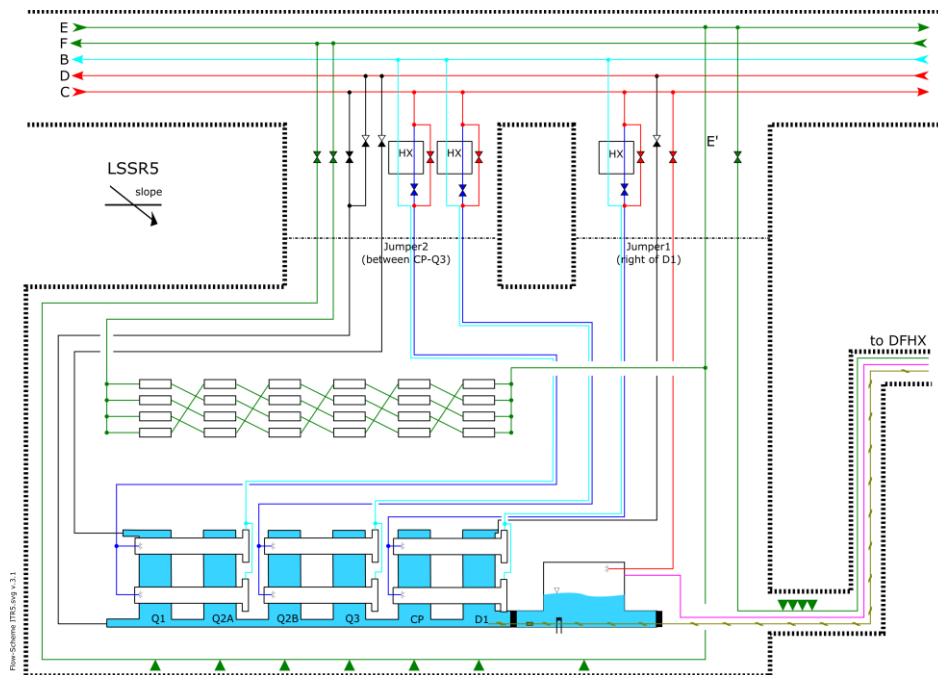 E
F
B
D
C
HX
HX
HX
E'
LSSR5
slope
Jumper2
(between CP-Q3)
Jumper1
(right of D1)
to DFHX
Q1
Q2A
Q2B
Q3
CP
D1
Flow-Scheme ITR5.svg v.3.1